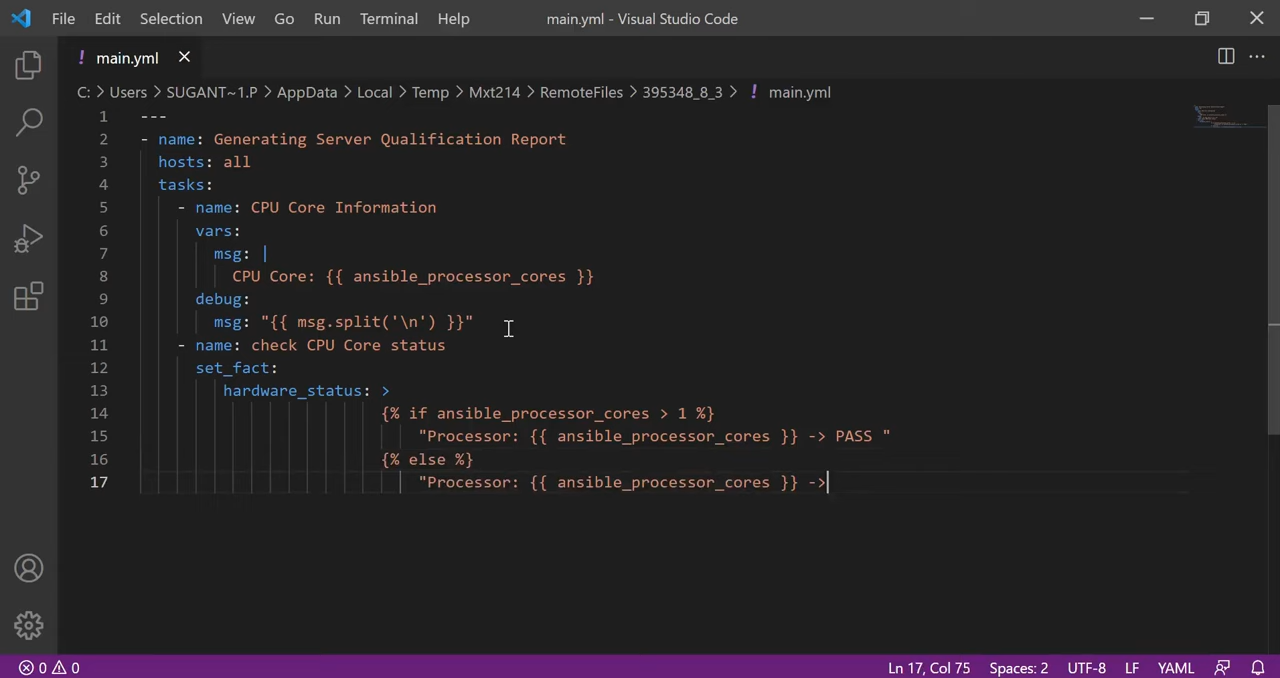 File Edit Selection View Go Run Terminal Help main.yml - Visual Studio Code
! main.yml
C: > Users > SUGANT~1.P > AppData > Local > Temp > Mxt214 > RemoteFiles > 395348_8_3 > ! main.yml
1 ---
2 - name: Generating Server Qualification Report
3 hosts: all
4 tasks:
5 - name: CPU Core Information
6 vars:
7 msg: |
8 CPU Core: {{ ansible_processor_cores }}
9 debug:
10 msg: "{{ msg.split('\n') }}"
11 - name: check CPU Core status
12 set_fact:
13 hardware_status: >
14 {% if ansible_processor_cores > 1 %}
15 "Processor: {{ ansible_processor_cores }} -> PASS "
16 {% else %}
17 "Processor: {{ ansible_processor_cores }} ->
0 0 Ln 17, Col 75 Spaces: 2 UTF-8 LF YAML